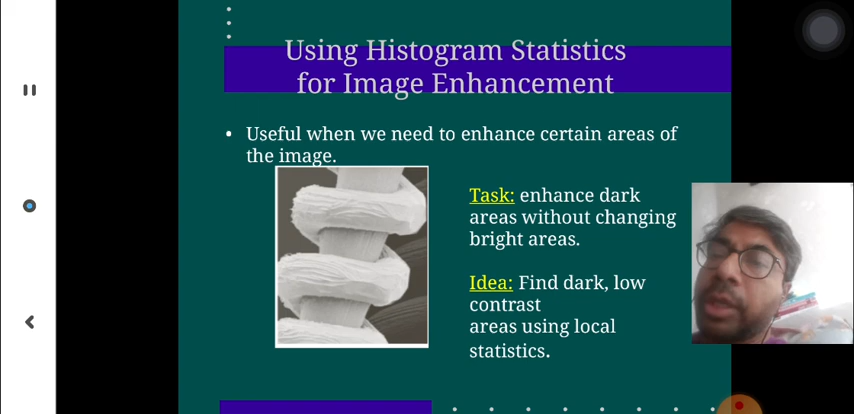 Using Histogram Statistics
for Image Enhancement
• Useful when we need to enhance certain areas of
the image.
Task: enhance dark
areas without changing
bright areas.
Idea: Find dark, low
contrast
areas using local
statistics.